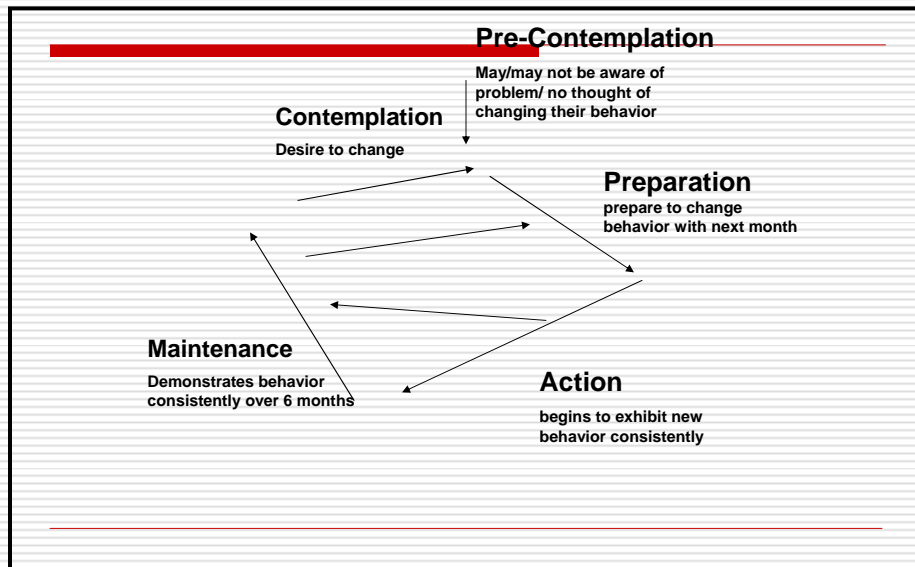 Pre-Contemplation
May/may not be aware of
problem/ no thought of
changing their behavior
Contemplation
Desire to change
Preparation
prepare to change
behavior with next month
Maintenance
Demonstrates behavior
consistently over 6 months
Action
begins to exhibit new
behavior consistently